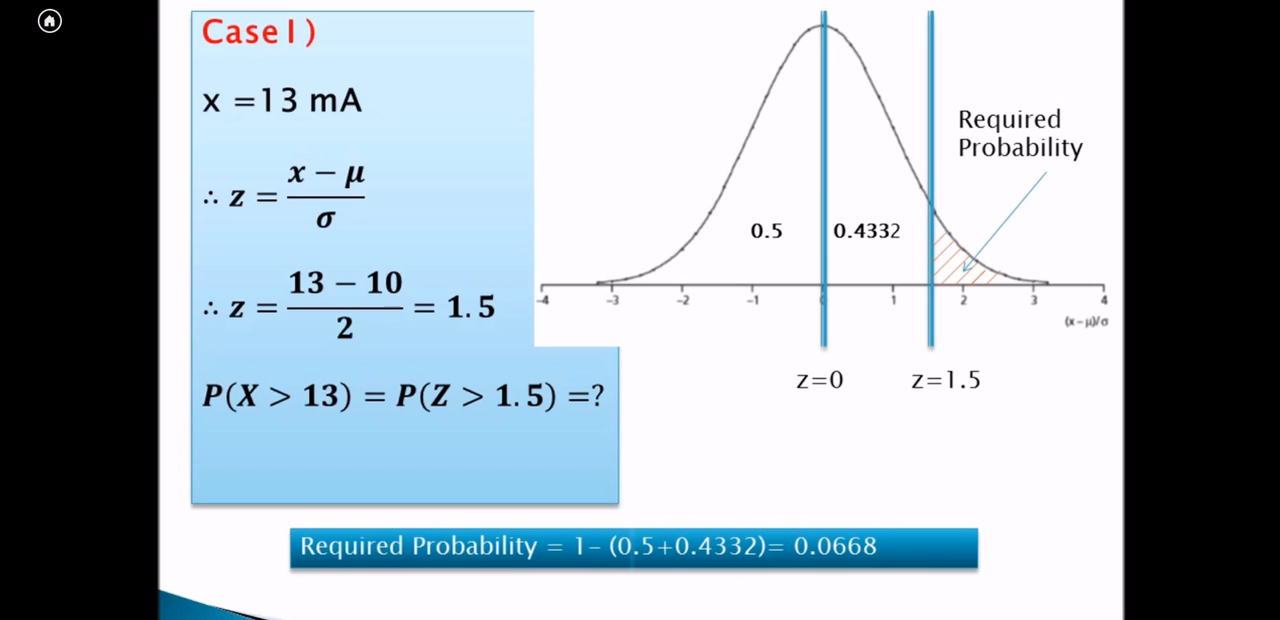 Case I )
x =13 mA
∴ z = (x − μ)/σ
∴ z = (13 − 10)/2 = 1.5
P(X > 13) = P(Z > 1.5) =?
Required
Probability
0.5
0.4332
-4 -3 -2 -1 0 1 2 3 4
(x−μ)/σ
z=0
z=1.5
Required Probability = 1- (0.5+0.4332)= 0.0668